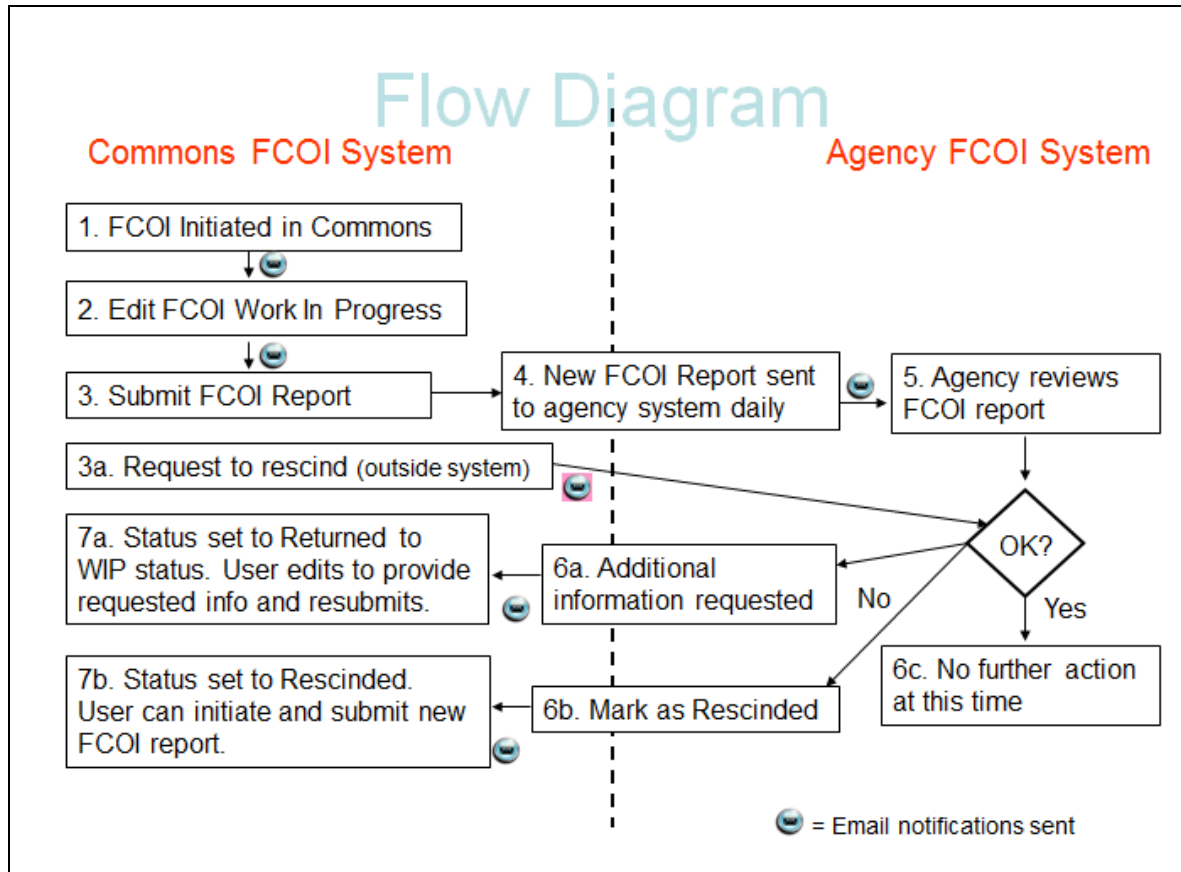 Flow Diagram
Commons FCOI System
Agency FCOI System
1. FCOI Initiated in Commons
2. Edit FCOI Work In Progress
3. Submit FCOI Report
4. New FCOI Report sent
to agency system daily
5. Agency reviews
FCOI report
3a. Request to rescind (outside system)
OK?
7a. Status set to Returned to
WIP status. User edits to provide
requested info and resubmits.
6a. Additional
information requested
No
Yes
6c. No further action
at this time
7b. Status set to Rescinded.
User can initiate and submit new
FCOI report.
6b. Mark as Rescinded
= Email notifications sent